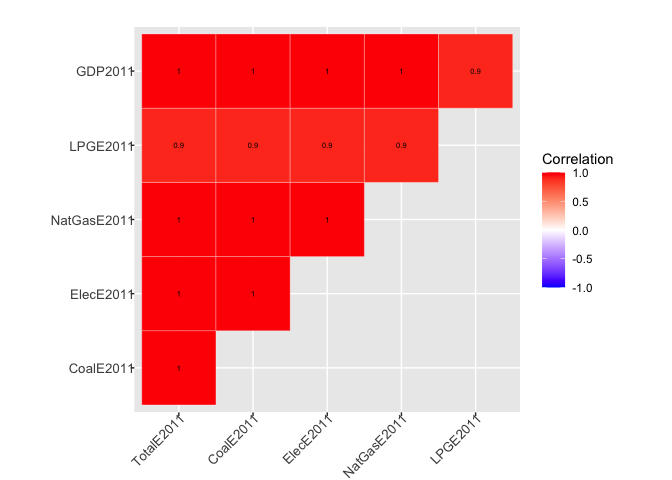 GDP2011 1 1 1 1 0.9
LPGE2011 0.9 0.9 0.9 0.9
NatGasE2011 1 1 1
ElecE2011 1 1
CoalE2011 1
TotalE2011 CoalE2011 ElecE2011 NatGasE2011 LPGE2011
Correlation
1.0
0.5
0.0
-0.5
-1.0